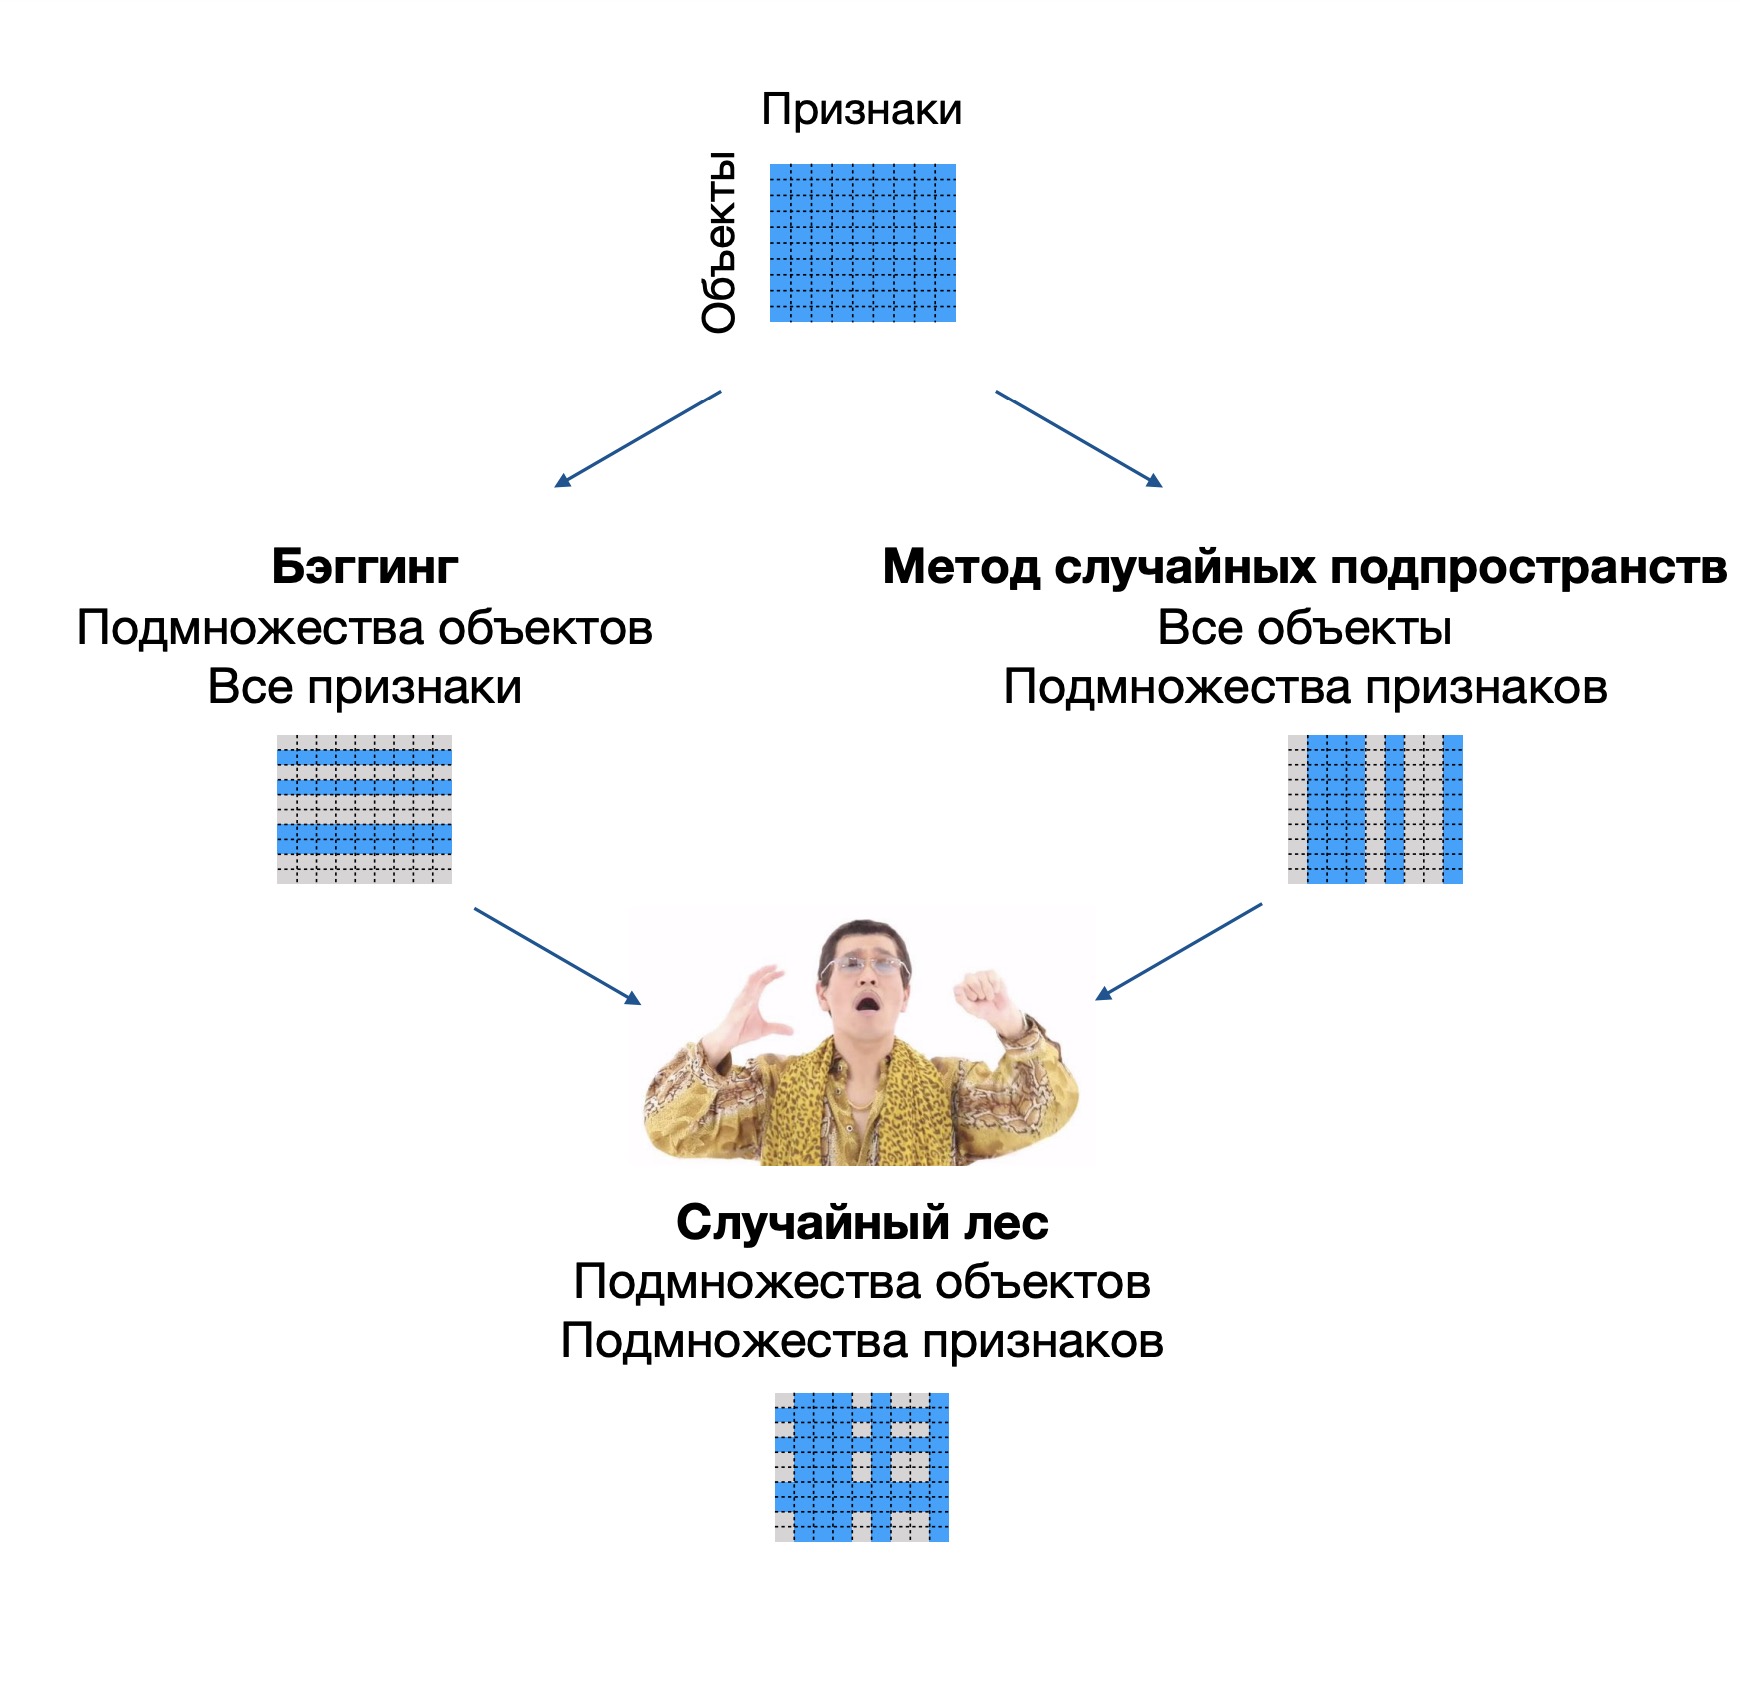 Признаки
Объекты
Бэггинг
Подмножества объектов
Все признаки
Метод случайных подпространств
Все объекты
Подмножества признаков
Случайный лес
Подмножества объектов
Подмножества признаков